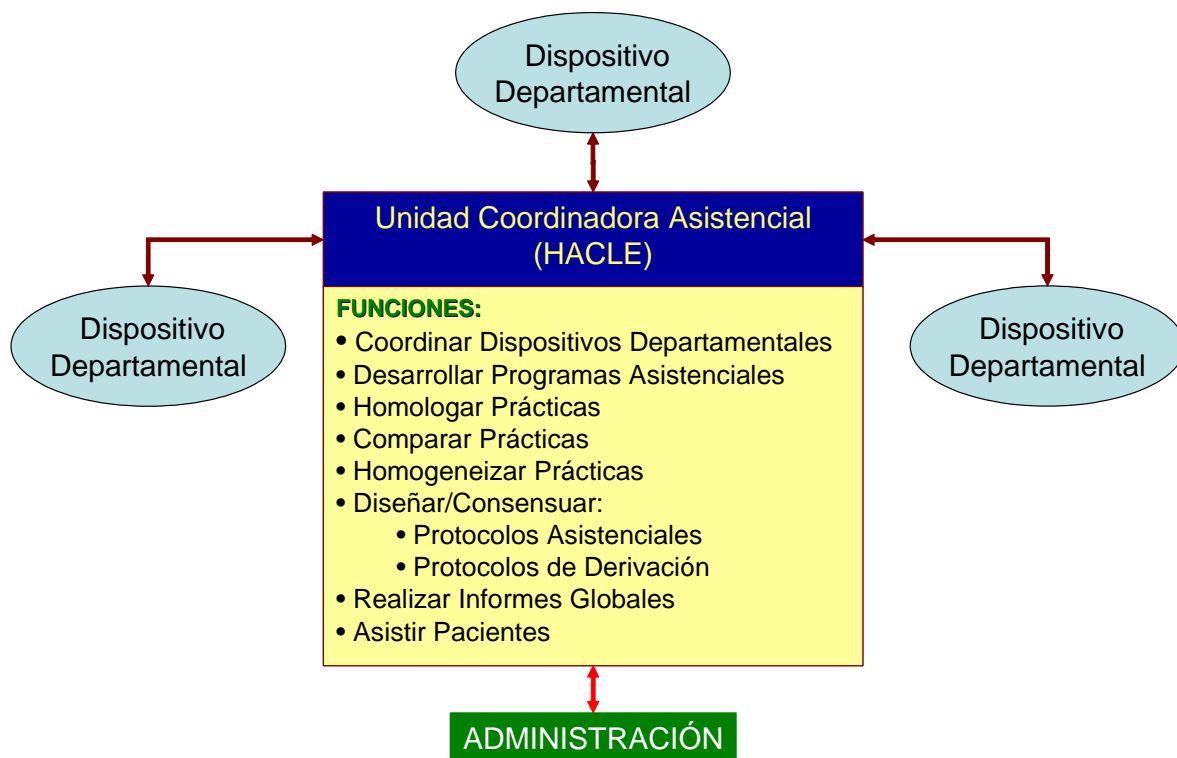 Dispositivo
Departamental
Unidad Coordinadora Asistencial
(HACLE)
Dispositivo
Departamental
Dispositivo
Departamental
FUNCIONES:
• Coordinar Dispositivos Departamentales
• Desarrollar Programas Asistenciales
• Homologar Prácticas
• Comparar Prácticas
• Homogeneizar Prácticas
• Diseñar/Consensuar:
• Protocolos Asistenciales
• Protocolos de Derivación
• Realizar Informes Globales
• Asistir Pacientes
ADMINISTRACIÓN